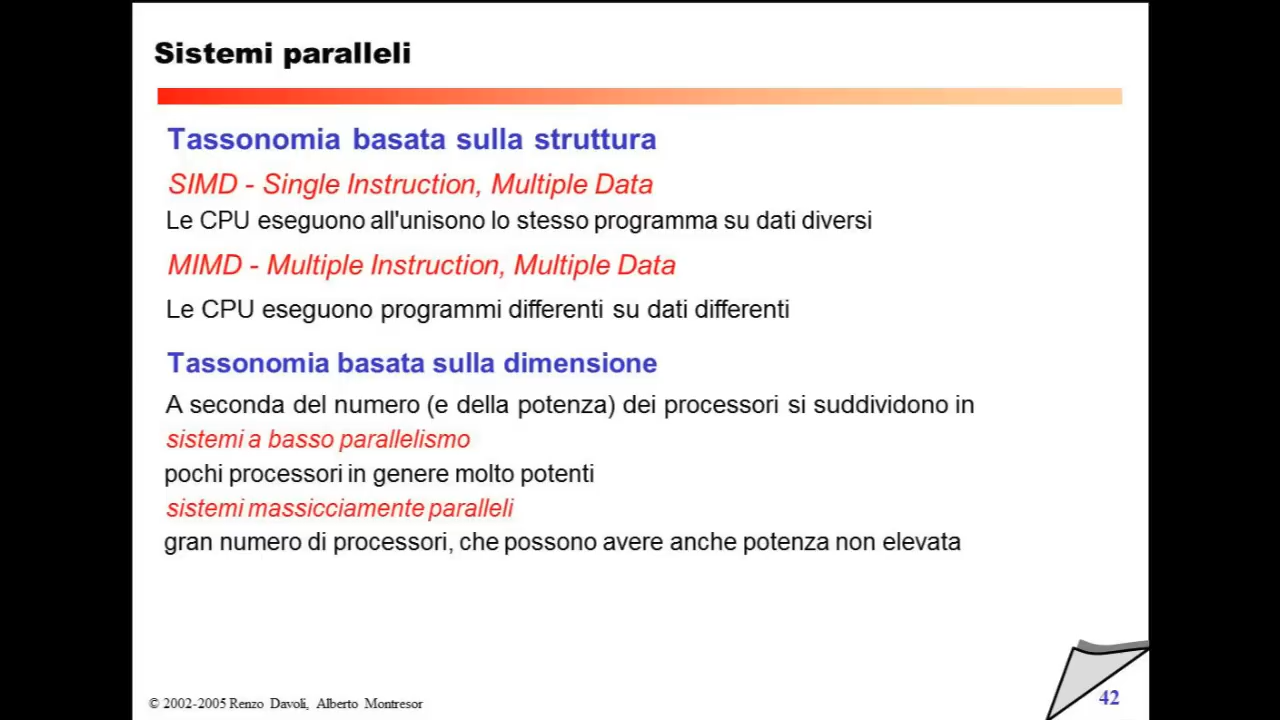 Sistemi paralleli
Tassonomia basata sulla struttura
SIMD - Single Instruction, Multiple Data
Le CPU eseguono all'unisono lo stesso programma su dati diversi
MIMD - Multiple Instruction, Multiple Data
Le CPU eseguono programmi differenti su dati differenti
Tassonomia basata sulla dimensione
A seconda del numero (e della potenza) dei processori si suddividono in
sistemi a basso parallelismo
pochi processori in genere molto potenti
sistemi massicciamente paralleli
gran numero di processori, che possono avere anche potenza non elevata
© 2002-2005 Renzo Davoli, Alberto Montresor
42